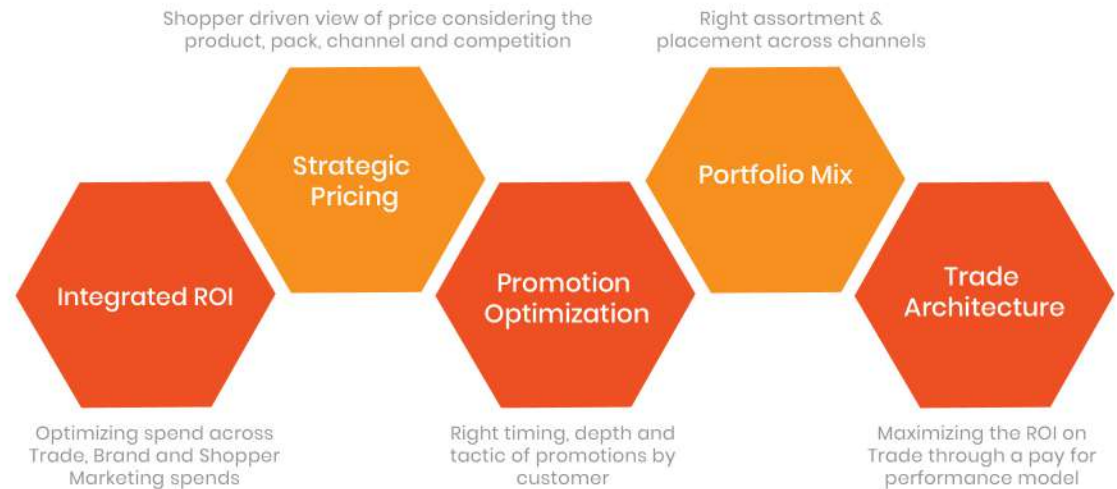 Shopper driven view of price considering the
product, pack, channel and competition
Right assortment &
placement across channels
Strategic
Pricing
Portfolio Mix
Integrated ROI
Promotion
Optimization
Trade
Architecture
Optimizing spend across
Trade, Brand and Shopper
Marketing spends
Right timing, depth and
tactic of promotions by
customer
Maximizing the ROI on
Trade through a pay for
performance model